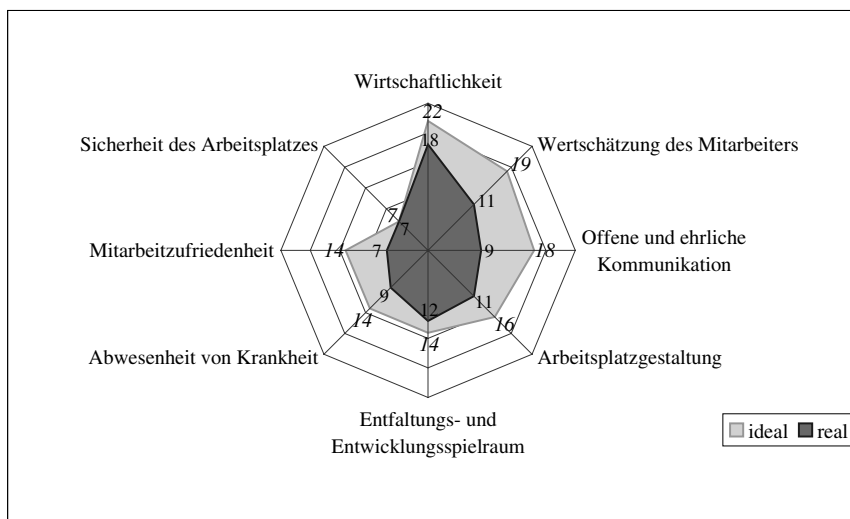 Wirtschaftlichkeit
22
18
Sicherheit des Arbeitsplatzes
Wertschätzung des Mitarbeiters
19
11
7
7
Mitarbeitzufriedenheit
14
7
9
18
Offene und ehrliche
Kommunikation
9
14
12
14
11
16
Abwesenheit von Krankheit
Arbeitsplatzgestaltung
Entfaltungs- und
Entwicklungsspielraum
ideal
real